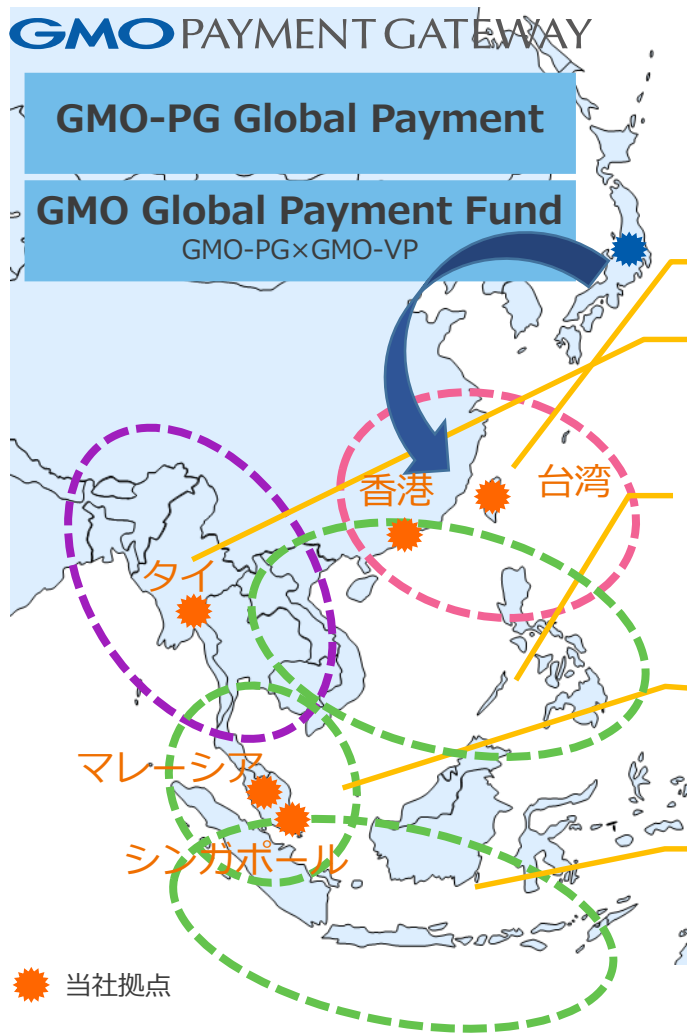 GMO PAYMENT GATEWAY
GMO-PG Global Payment
GMO Global Payment Fund
GMO-PG×GMO-VP
香港
台湾
タイ
マレーシア
シンガポール
当社拠点